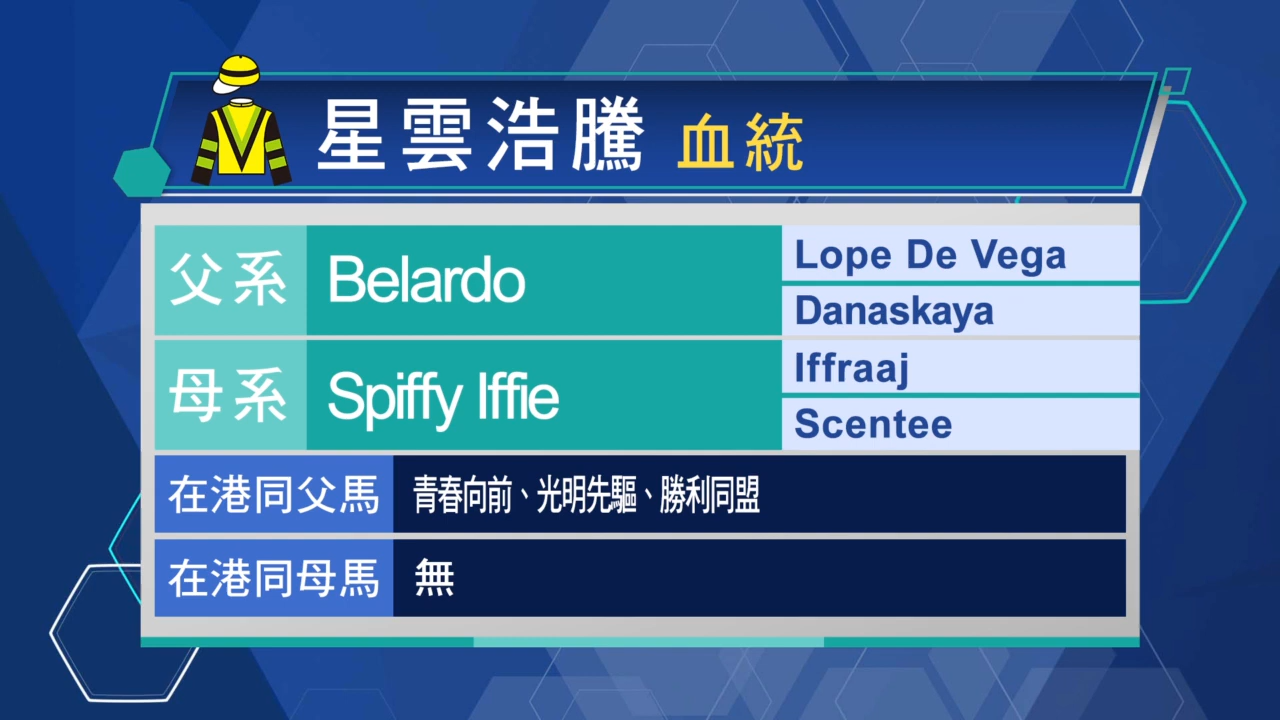 星雲浩騰 血統
父系 Belardo
Lope De Vega
Danaskaya
母系 Spiffy Iffie
Iffraaj
Scentee
在港同父馬 青春向前、光明先驅、勝利同盟
在港同母馬 無